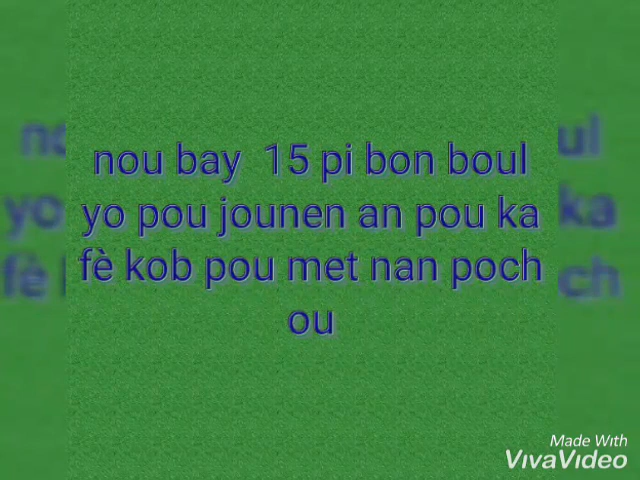 nou bay 15 pi bon boul
yo pou jounen an pou ka
fè kob pou met nan poch
ou
Made With
VivaVideo